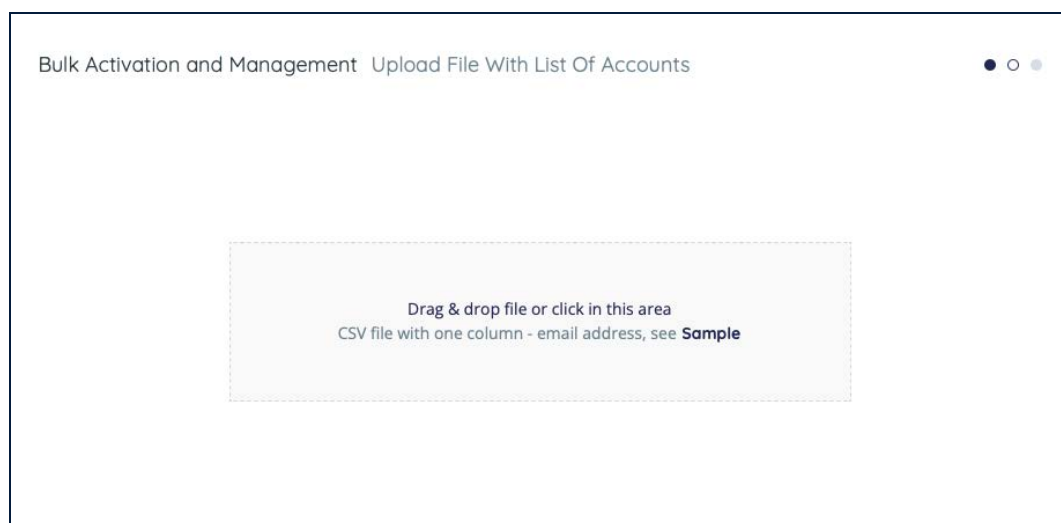 Bulk Activation and Management Upload File With List Of Accounts
Drag & drop file or click in this area
CSV file with one column - email address, see Sample